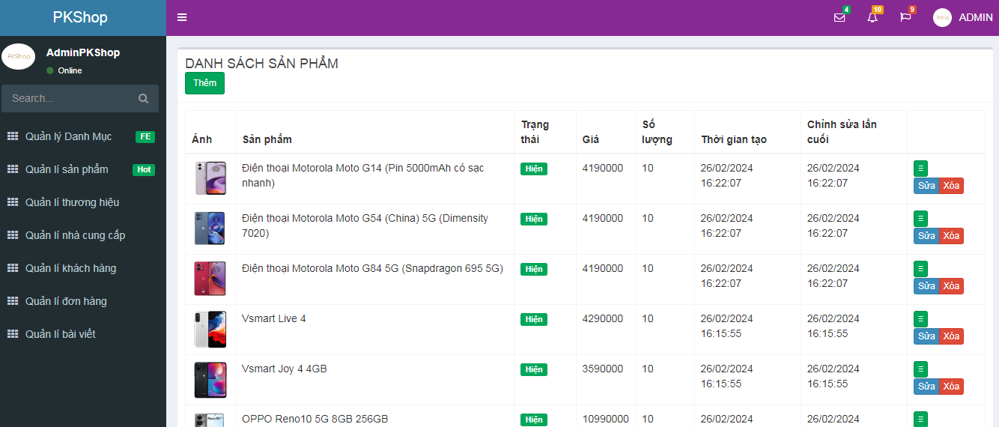 PKShop
4
10
9
PKShop
ADMIN
PKShop
AdminPKShop
Online
Search...
Quản lý Danh Mục FE
Quản lí sản phẩm Hot
Quản lí thương hiệu
Quản lí nhà cung cấp
Quản lí khách hàng
Quản lí đơn hàng
Quản lí bài viết
DANH SÁCH SẢN PHẨM
Thêm
Ảnh
Sản phẩm
Trạng
thái
Giá
Số
lượng
Thời gian tạo
Chỉnh sửa lần
cuối
Điện thoại Motorola Moto G14 (Pin 5000mAh có sạc
nhanh)
Hiện
4190000
10
26/02/2024
16:22:07
26/02/2024
16:22:07
Sửa Xóa
Điện thoại Motorola Moto G54 (China) 5G (Dimensity
7020)
Hiện
4190000
10
26/02/2024
16:22:07
26/02/2024
16:22:07
Sửa Xóa
Điện thoại Motorola Moto G84 5G (Snapdragon 695 5G)
Hiện
4190000
10
26/02/2024
16:22:07
26/02/2024
16:22:07
Sửa Xóa
Vsmart Live 4
Hiện
4290000
10
26/02/2024
16:15:55
26/02/2024
16:15:55
Sửa Xóa
Vsmart Joy 4 4GB
Hiện
3590000
10
26/02/2024
16:15:55
26/02/2024
16:15:55
Sửa Xóa
OPPO Reno10 5G 8GB 256GB
Hiện
10990000
10
26/02/2024
26/02/2024